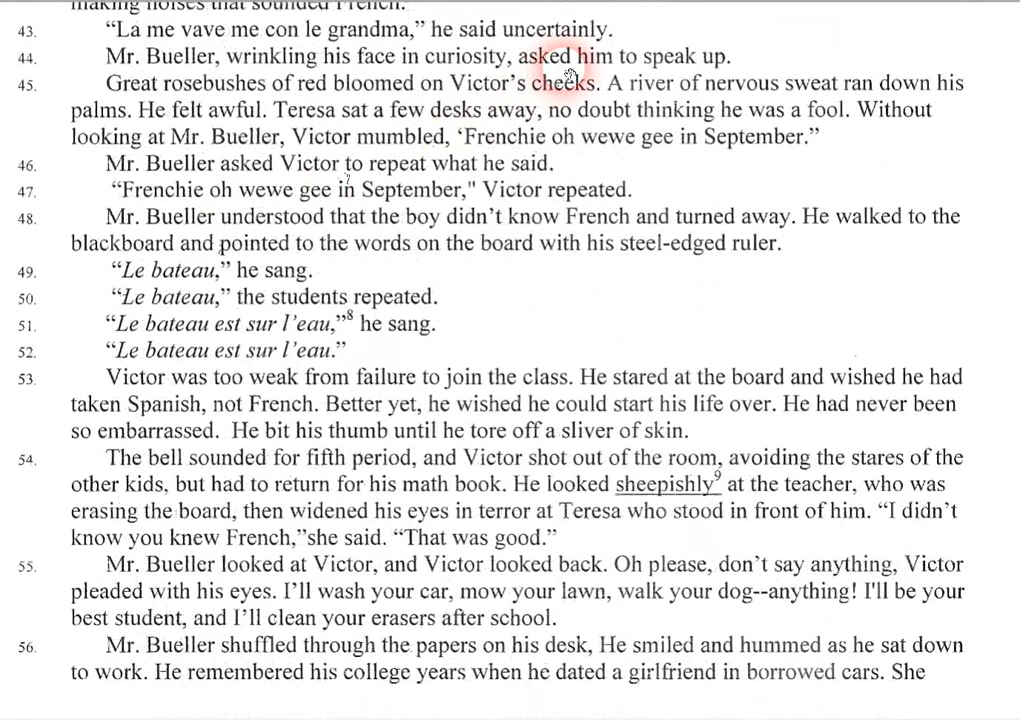 making noises that sounded French.
43. “La me vave me con le grandma,” he said uncertainly.
44. Mr. Bueller, wrinkling his face in curiosity, asked him to speak up.
45. Great rosebushes of red bloomed on Victor’s cheeks. A river of nervous sweat ran down his
palms. He felt awful. Teresa sat a few desks away, no doubt thinking he was a fool. Without
looking at Mr. Bueller, Victor mumbled, ‘Frenchie oh wewe gee in September.”
46. Mr. Bueller asked Victor to repeat what he said.
47. “Frenchie oh wewe gee in September," Victor repeated.
48. Mr. Bueller understood that the boy didn’t know French and turned away. He walked to the
blackboard and pointed to the words on the board with his steel-edged ruler.
49. “Le bateau,” he sang.
50. “Le bateau,” the students repeated.
51. “Le bateau est sur l’eau,”8 he sang.
52. “Le bateau est sur l’eau.”
53. Victor was too weak from failure to join the class. He stared at the board and wished he had
taken Spanish, not French. Better yet, he wished he could start his life over. He had never been
so embarrassed. He bit his thumb until he tore off a sliver of skin.
54. The bell sounded for fifth period, and Victor shot out of the room, avoiding the stares of the
other kids, but had to return for his math book. He looked sheepishly9 at the teacher, who was
erasing the board, then widened his eyes in terror at Teresa who stood in front of him. “I didn’t
know you knew French,”she said. “That was good.”
55. Mr. Bueller looked at Victor, and Victor looked back. Oh please, don’t say anything, Victor
pleaded with his eyes. I’ll wash your car, mow your lawn, walk your dog--anything! I'll be your
best student, and I’ll clean your erasers after school.
56. Mr. Bueller shuffled through the papers on his desk, He smiled and hummed as he sat down
to work. He remembered his college years when he dated a girlfriend in borrowed cars. She